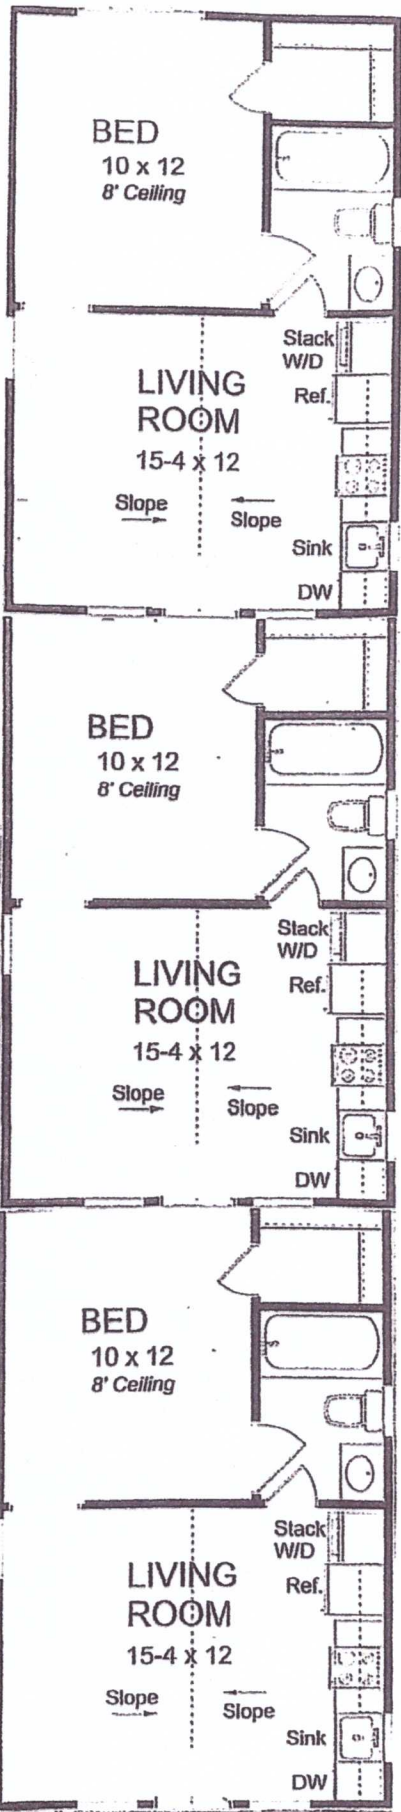 BED
10 x 12
8' Ceiling
Stack
W/D
LIVING
ROOM
Ref.
15-4 x 12
Slope
Slope
Sink
DW
BED
10 x 12
8' Ceiling
Stack
W/D
LIVING
ROOM
Ref.
15-4 x 12
Slope
Slope
Sink
DW
BED
10 x 12
8' Ceiling
Stack
W/D
LIVING
ROOM
Ref.
15-4 x 12
Slope
Slope
Sink
DW